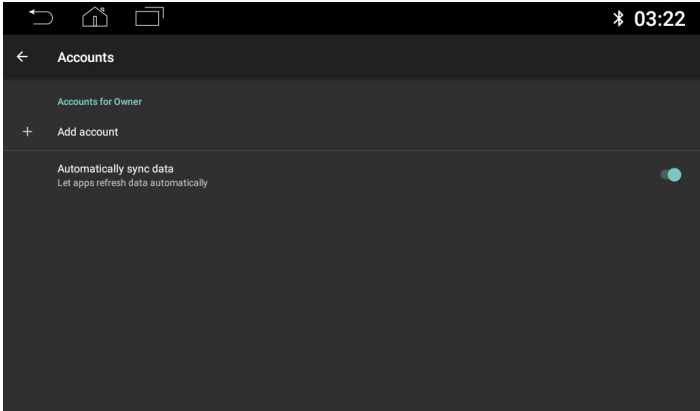 03:22
Accounts
Accounts for Owner
Add account
Automatically sync data
Let apps refresh data automatically